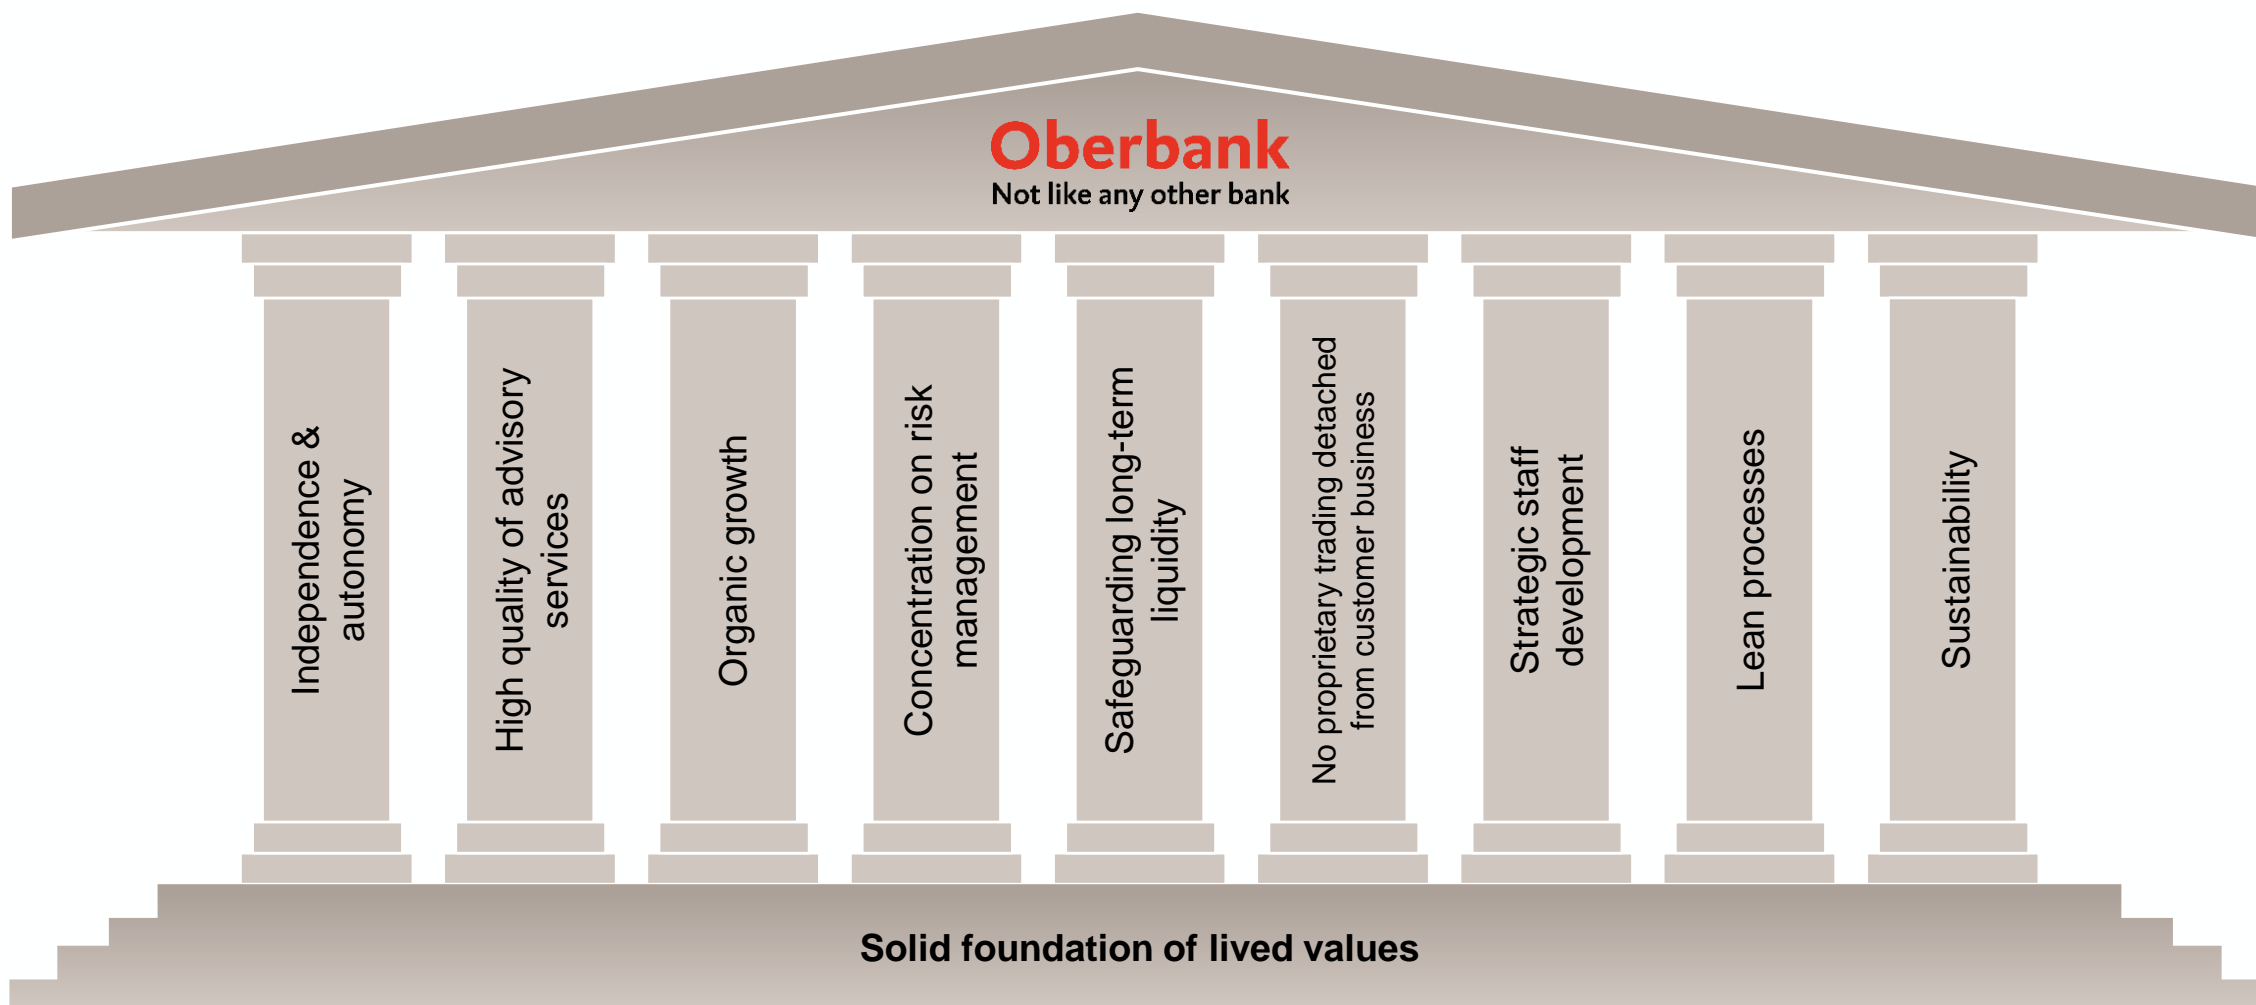 Oberbank
Not like any other bank
Independence &
autonomy
High quality of advisory
services
Organic growth
Concentration on risk
management
Safeguarding long-term
liquidity
No proprietary trading detached
from customer business
Strategic staff
development
Lean processes
Sustainability
Solid foundation of lived values